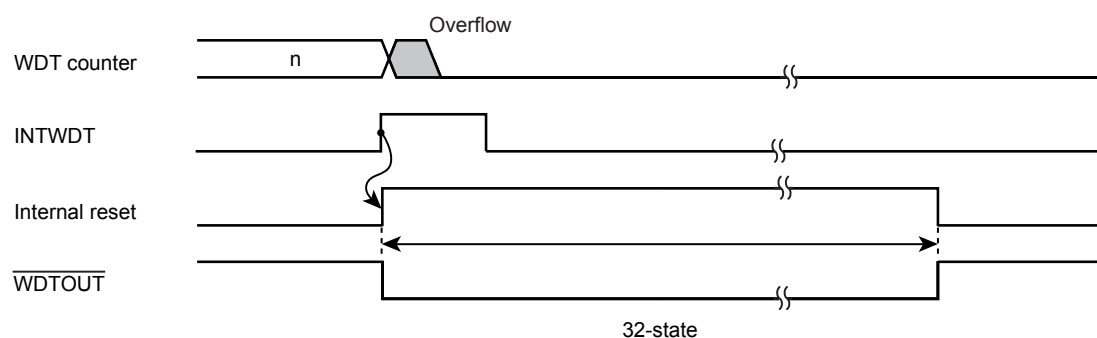 Overflow
WDT counter
n
INTWDT
Internal reset
WDTOUT
32-state